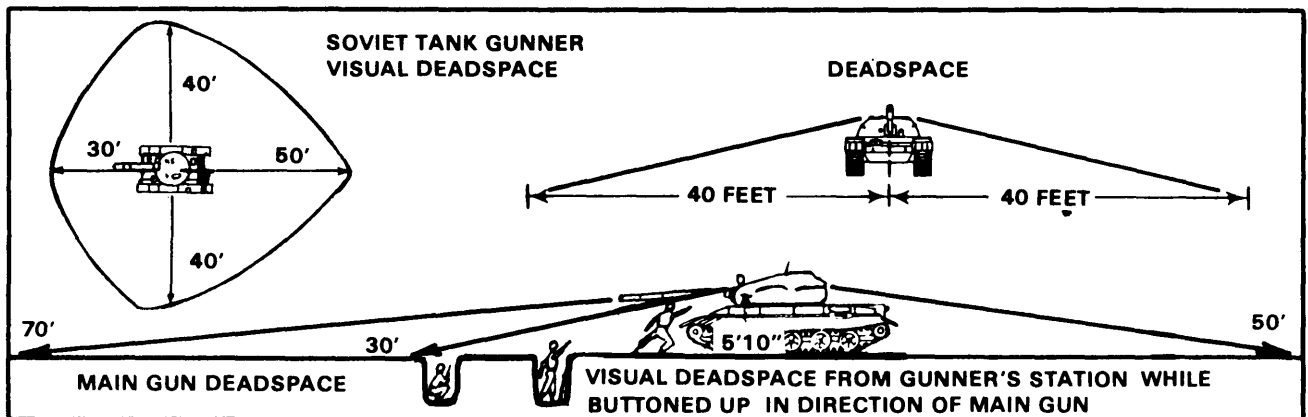 SOVIET TANK GUNNER
VISUAL DEADSPACE
40'
30'
50'
40'
DEADSPACE
40 FEET
40 FEET
70'
30'
5'10"
50'
MAIN GUN DEADSPACE
VISUAL DEADSPACE FROM GUNNER'S STATION WHILE
BUTTONED UP IN DIRECTION OF MAIN GUN